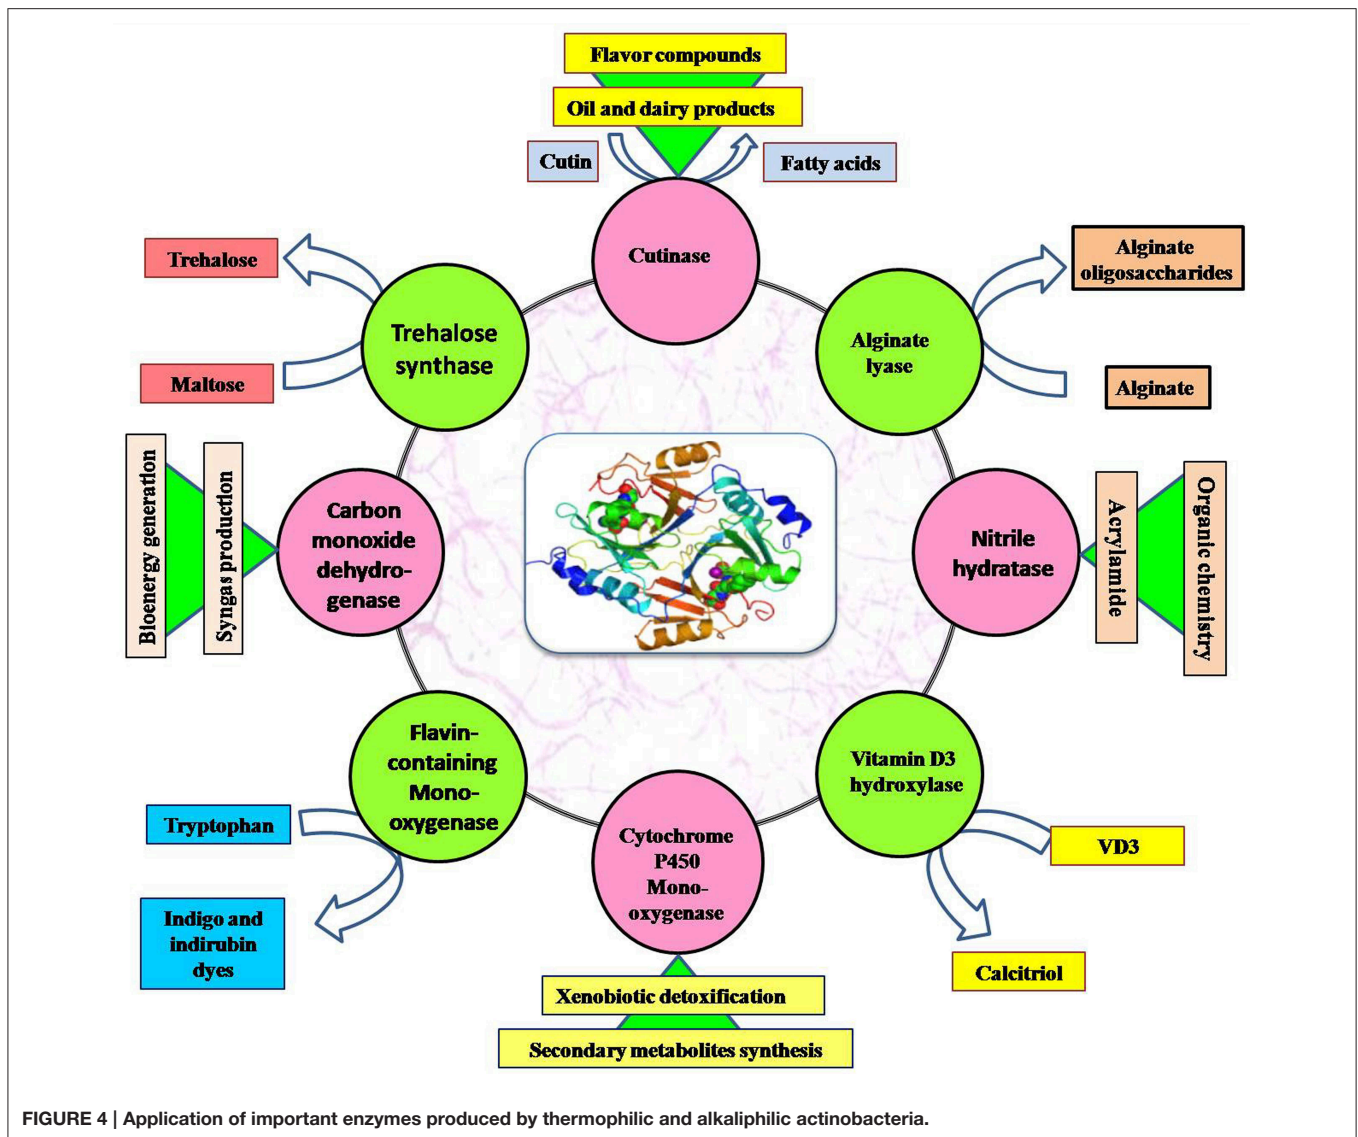 Flavor compounds
Oil and dairy products
Cutin
Fatty acids
Cutinase
Trehalose
Maltose
Trehalose
synthase
Alginate
oligosaccharides
Alginate
Alginate
lyase
Bioenergy generation
Syngas production
Carbon
monoxide
dehydro-
genase
Nitrile
hydratase
Acrylamide
Organic chemistry
Flavin-
containing
Mono-
oxygenase
Tryptophan
Indigo and
indirubin
dyes
Vitamin D3
hydroxylase
VD3
Calcitriol
Cytochrome
P450
Mono-
oxygenase
Xenobiotic detoxification
Secondary metabolites synthesis
FIGURE 4 | Application of important enzymes produced by thermophilic and alkaliphilic actinobacteria.